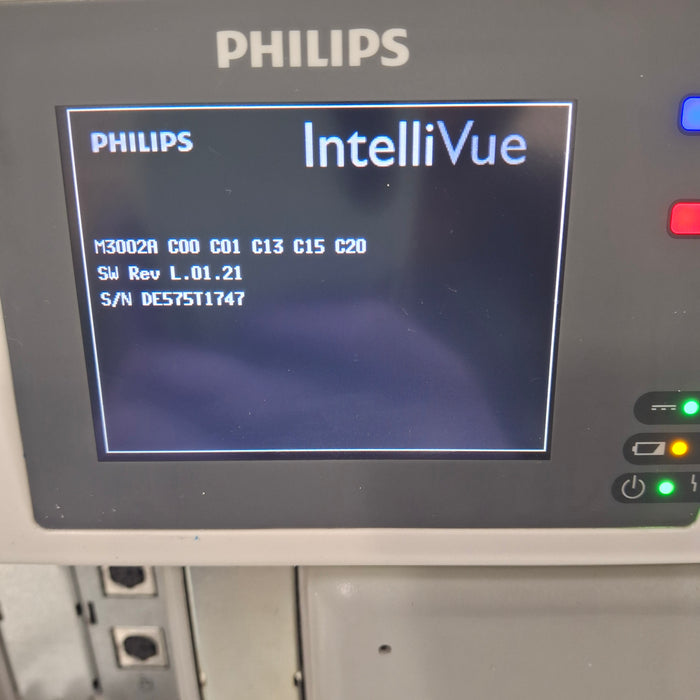 PHILIPS
PHILIPS IntelliVue
M3002A C00 C01 C13 C15 C20
SW Rev L.01.21
S/N DE575T1747